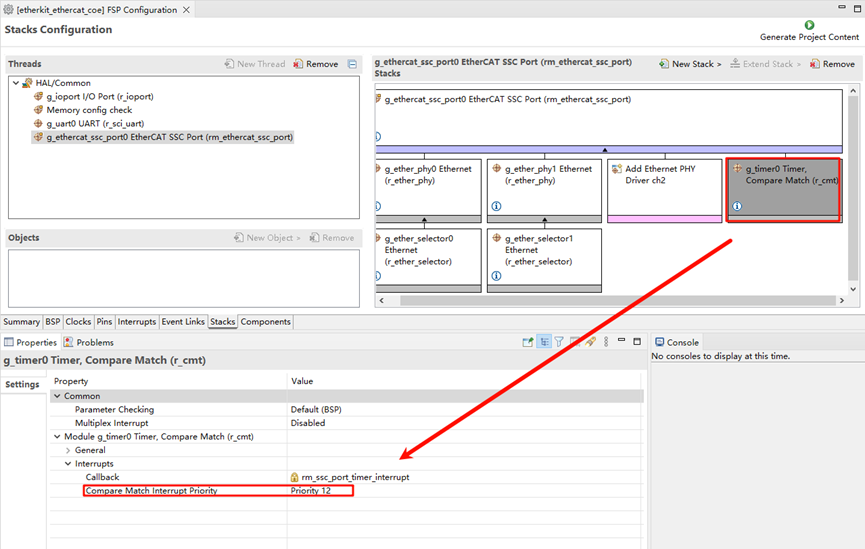 [etherkit_ethercat_coe] FSP Configuration
Stacks Configuration
Generate Project Content
Threads
New Thread
Remove
HAL/Common
g_ioport I/O Port (r_ioport)
Memory config check
g_uart0 UART (r_sci_uart)
g_ethercat_ssc_port0 EtherCAT SSC Port (rm_ethercat_ssc_port)
Objects
New Object >
Remove
g_ethercat_ssc_port0 EtherCAT SSC Port (rm_ethercat_ssc_port)
Stacks
New Stack >
Extend Stack >
Remove
g_ethercat_ssc_port0 EtherCAT SSC Port (rm_ethercat_ssc_port)
g_ether_phy0 Ethernet
(r_ether_phy)
g_ether_phy1 Ethernet
(r_ether_phy)
Add Ethernet PHY
Driver ch2
g_timer0 Timer,
Compare Match (r_cmt)
g_ether_selector0
Ethernet
(r_ether_selector)
g_ether_selector1
Ethernet
(r_ether_selector)
Summary BSP Clocks Pins Interrupts Event Links Stacks Components
Properties
Problems
g_timer0 Timer, Compare Match (r_cmt)
Settings
Property
Value
Common
Parameter Checking
Default (BSP)
Multiplex Interrupt
Disabled
Module g_timer0 Timer, Compare Match (r_cmt)
General
Interrupts
Callback
rm_ssc_port_timer_interrupt
Compare Match Interrupt Priority
Priority 12
Console
No consoles to display at this time.